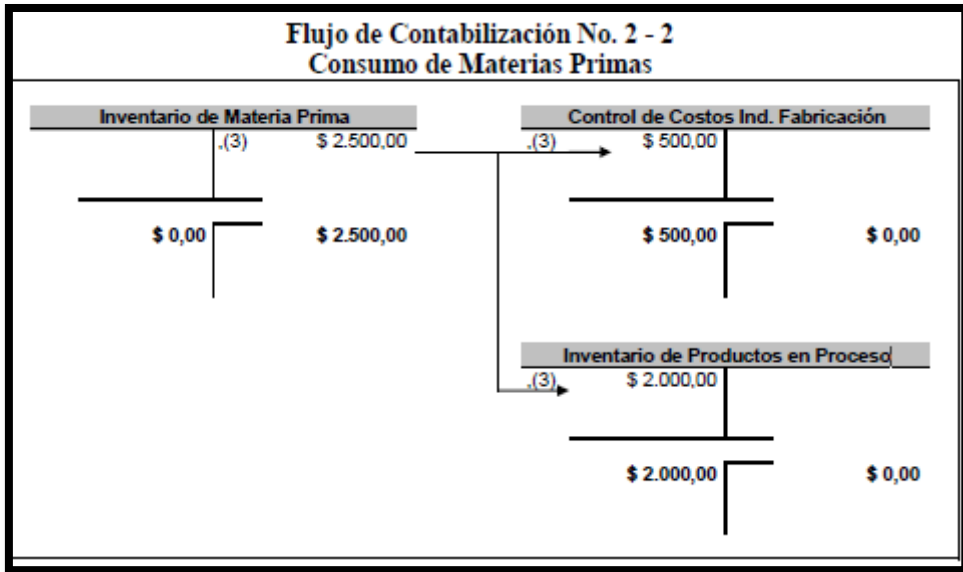 Flujo de Contabilización No. 2 - 2
Consumo de Materias Primas
Inventario de Materia Prima
Control de Costos Ind. Fabricación
,(3) $ 2.500,00
,(3) $ 500,00
$ 0,00 $ 2.500,00
$ 500,00 $ 0,00
Inventario de Productos en Proceso
,(3) $ 2.000,00
$ 2.000,00 $ 0,00